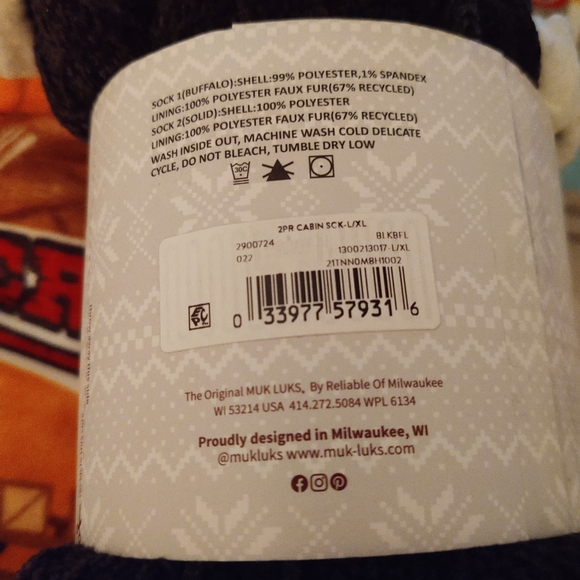 SOCK 1(BUFFALO):SHELL:99% POLYESTER,1% SPANDEX
LINING:100% POLYESTER FAUX FUR(67% RECYCLED)
SOCK 2(SOLID):SHELL:100% POLYESTER
LINING:100% POLYESTER FAUX FUR(67% RECYCLED)
WASH INSIDE OUT, MACHINE WASH COLD DELICATE
CYCLE, DO NOT BLEACH, TUMBLE DRY LOW
30C
2PR CABIN SCK-L/XL
2900724 BLKBFL
022 1300213017-L/XL
21TNN0M8H1002
0 33977 57931 6
The Original MUK LUKS® By Reliable Of Milwaukee
WI 53214 USA 414.272.5084 WPL 6134
Proudly designed in Milwaukee, WI
@mukluks www.muk-luks.com